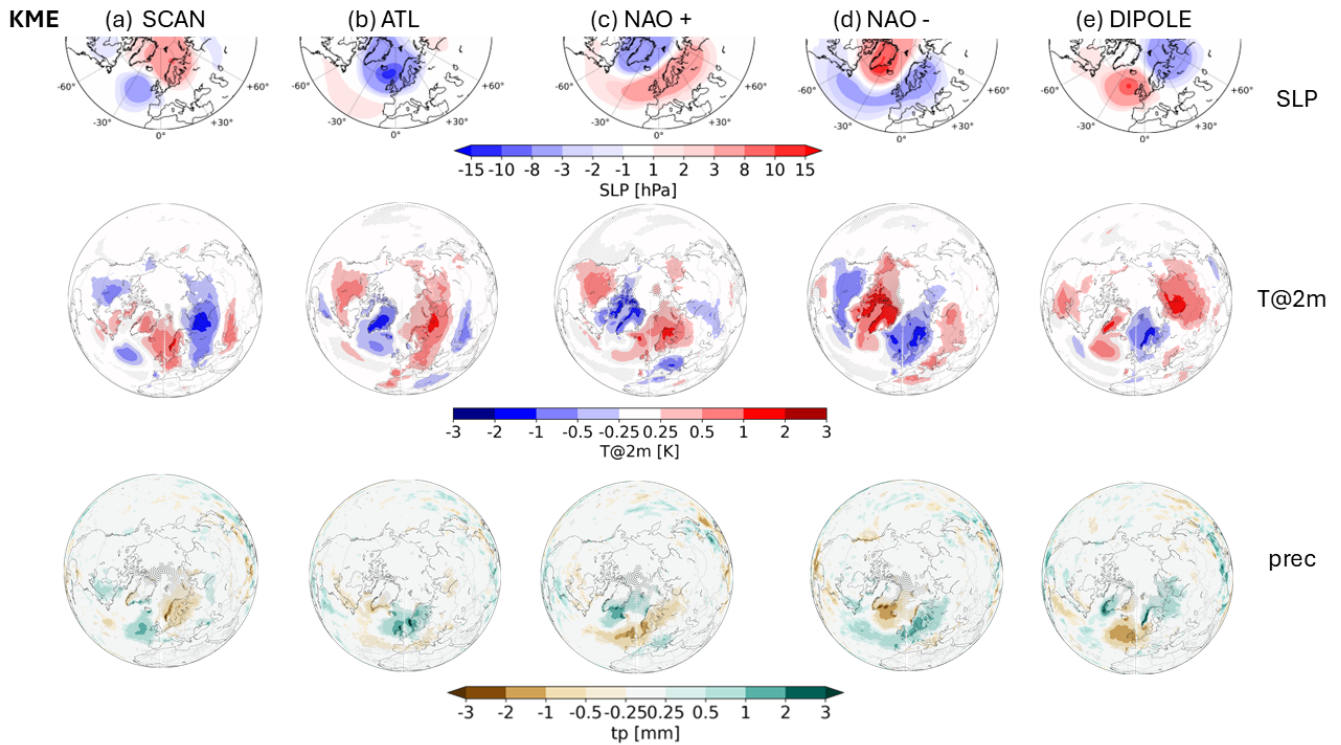 KME (a) SCAN (b) ATL (c) NAO + (d) NAO - (e) DIPOLE
-60° +60° -60° +60° -60° +60° -60° +60° -60° +60°
SLP
-30° +30° -30° +30° -30° +30° -30° +30° -30° +30°
0° 0° 0° 0° 0°
-15 -10 -8 -3 -2 -1 1 2 3 8 10 15
SLP [hPa]
T@2m
-3 -2 -1 -0.5 -0.25 0.25 0.5 1 2 3
T@2m [K]
prec
-3 -2 -1 -0.5 -0.25 0.25 0.5 1 2 3
tp [mm]